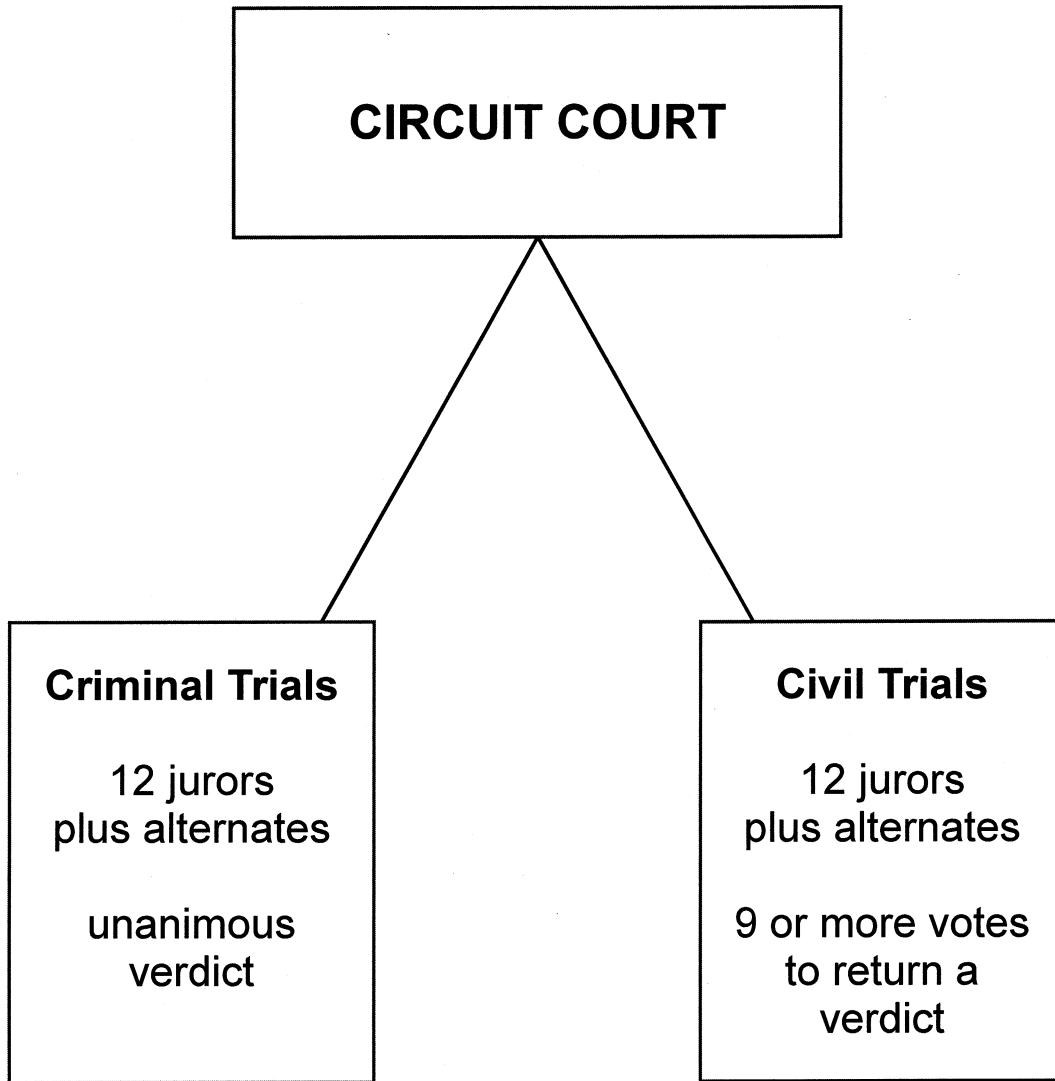 CIRCUIT COURT
Criminal Trials
12 jurors
plus alternates
unanimous
verdict
Civil Trials
12 jurors
plus alternates
9 or more votes
to return a
verdict